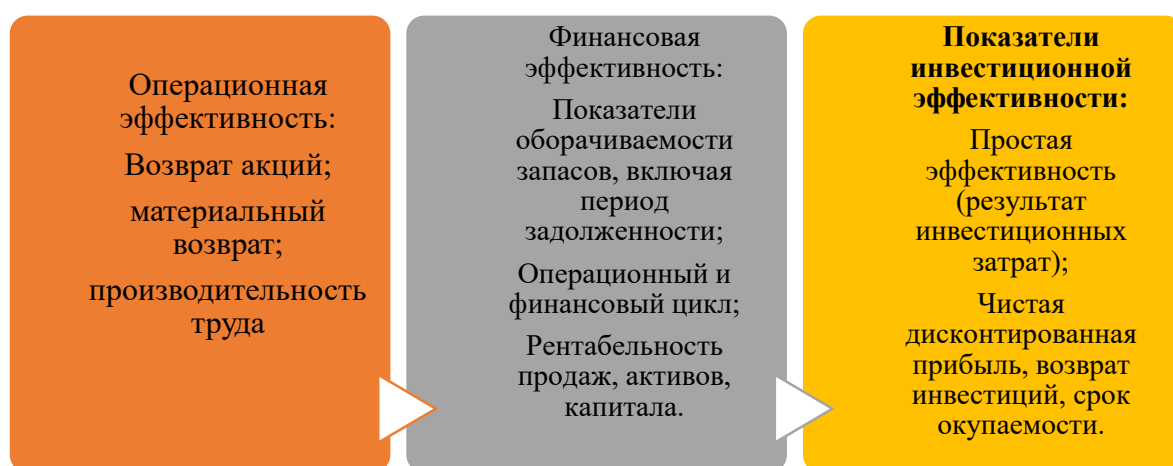 Операционная
эффективность:
Возврат акций;
материальный
возврат;
производительность
труда
Финансовая
эффективность:
Показатели
оборачиваемости
запасов, включая
период
задолженности;
Операционный и
финансовый цикл;
Рентабельность
продаж, активов,
капитала.
Показатели
инвестиционной
эффективности:
Простая
эффективность
(результат
инвестиционных
затрат);
Чистая
дисконтированная
прибыль, возврат
инвестиций, срок
окупаемости.